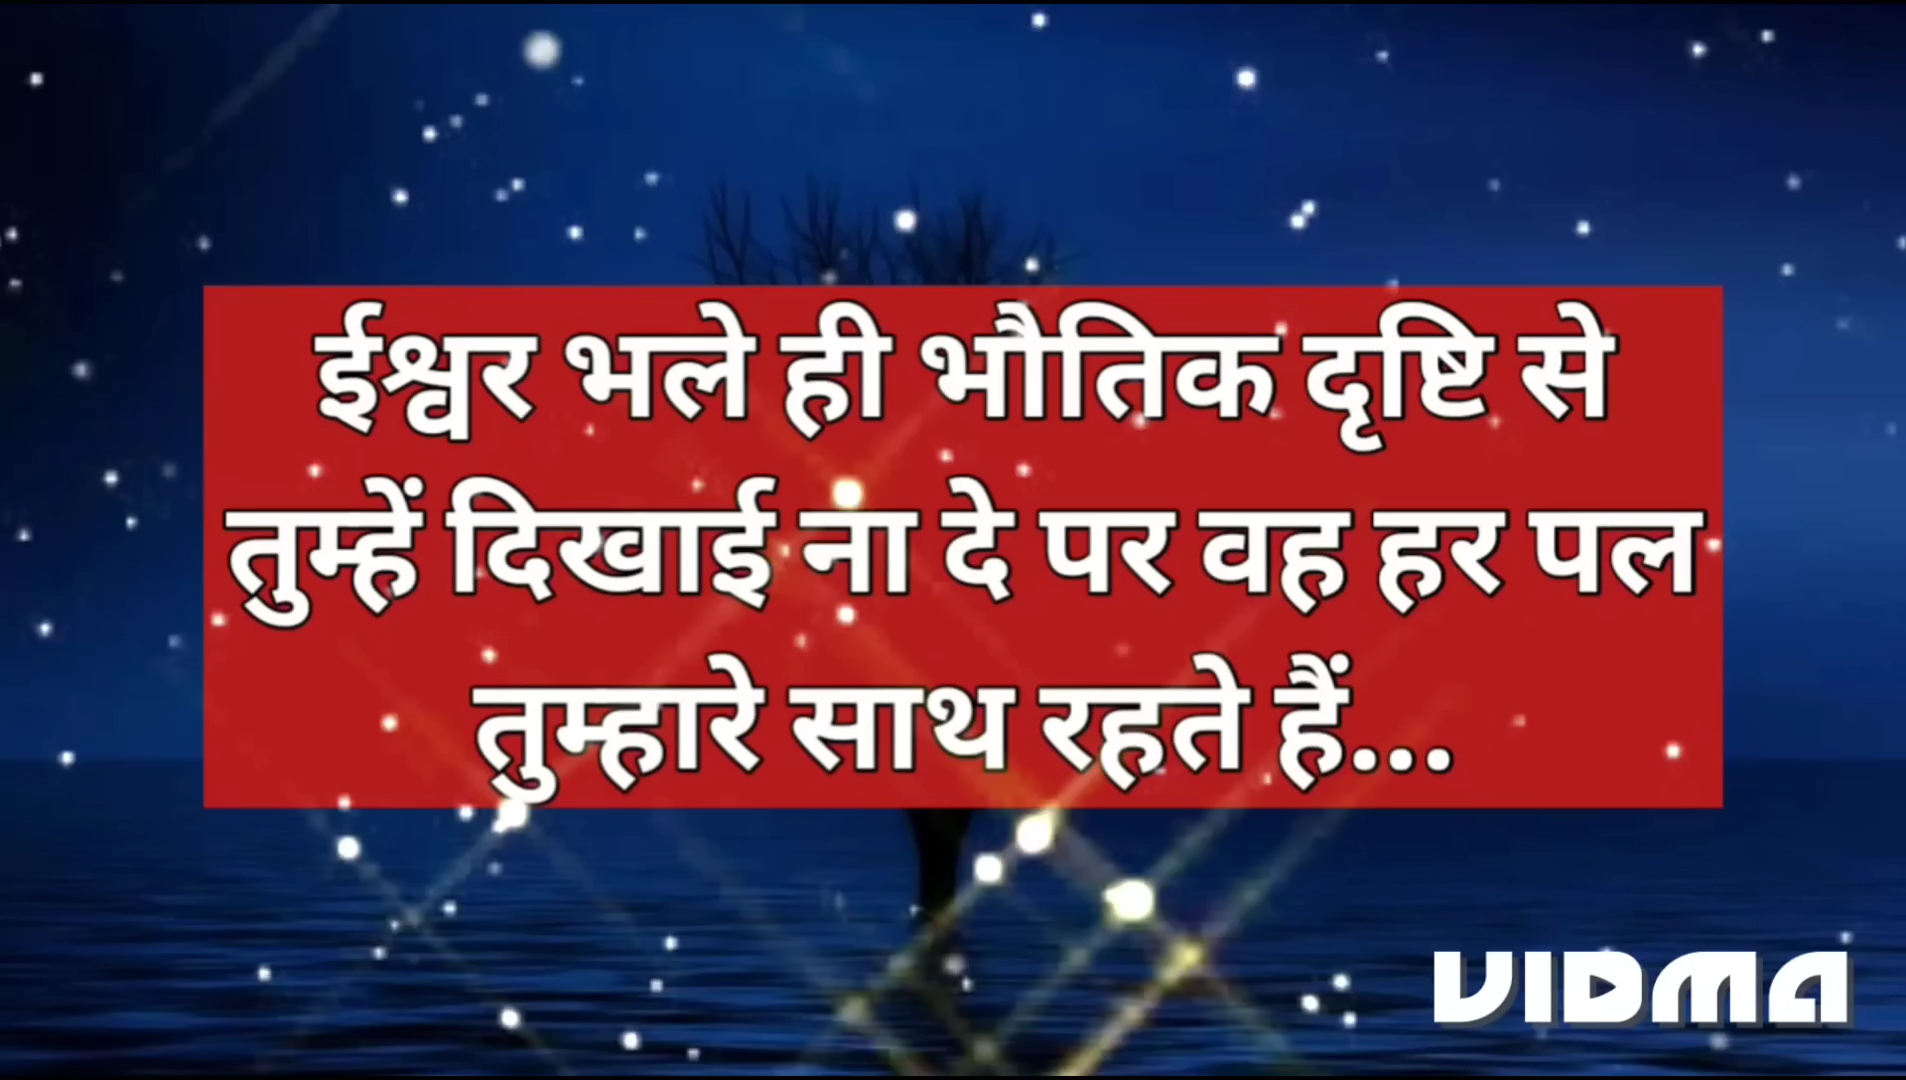 ईश्वर भले ही भौतिक दृष्टि से
तुम्हें दिखाई ना दे पर वह हर पल
तुम्हारे साथ रहते हैं...
VIDMA